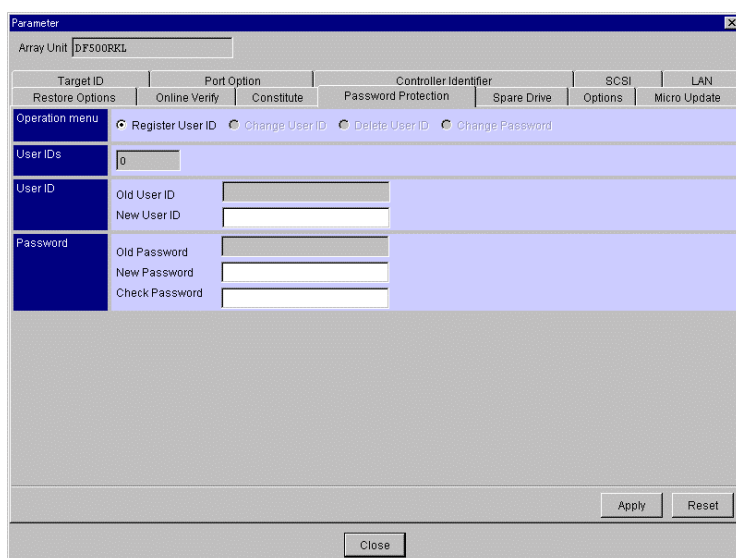 Parameter
Array Unit DF500RKL
Target ID Port Option Controller Identifier SCSI LAN
Restore Options Online Verify Constitute Password Protection Spare Drive Options Micro Update
Operation menu Register User ID Change User ID Delete User ID Change Password
User IDs 0
User ID Old User ID
New User ID
Password Old Password
New Password
Check Password
Apply Reset
Close